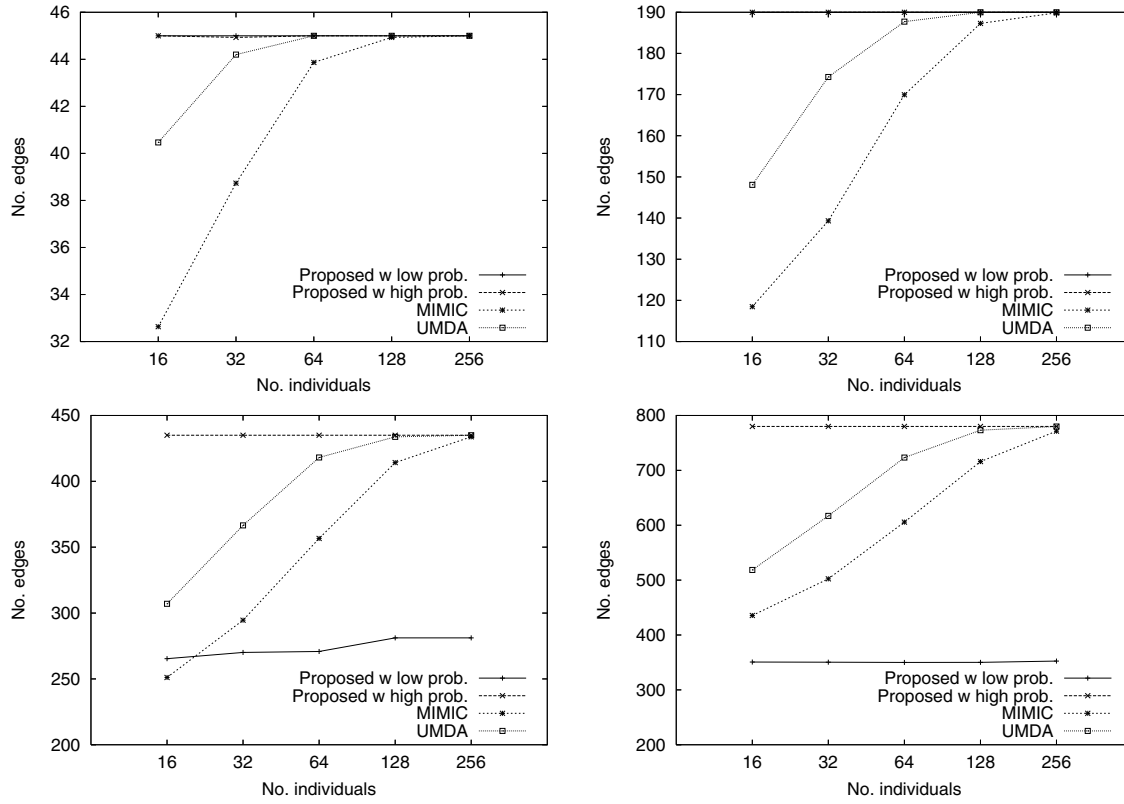 46
44
42
40
38
36
34
32
No. edges
16
32
64
128
256
No. individuals
Proposed w low prob.
Proposed w high prob.
MIMIC
UMDA
190
180
170
160
150
140
130
120
110
No. edges
16
32
64
128
256
No. individuals
Proposed w low prob.
Proposed w high prob.
MIMIC
UMDA
450
400
350
300
250
200
No. edges
16
32
64
128
256
No. individuals
Proposed w low prob.
Proposed w high prob.
MIMIC
UMDA
800
700
600
500
400
300
200
No. edges
16
32
64
128
256
No. individuals
Proposed w low prob.
Proposed w high prob.
MIMIC
UMDA